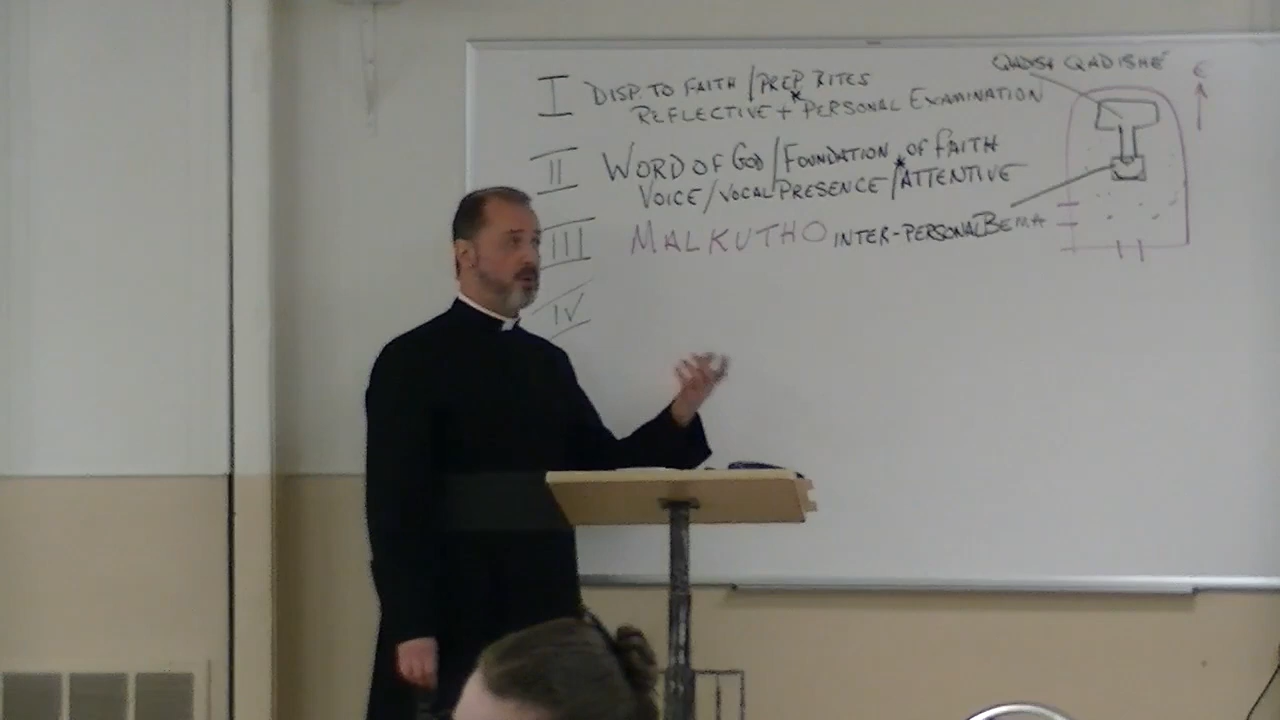 I DISP. TO FAITH / PREP RITES
REFLECTIVE + PERSONAL EXAMINATION
II WORD OF GOD / FOUNDATION OF FAITH
VOICE / VOCAL PRESENCE / ATTENTIVE
III MALKUTHO INTER-PERSONAL BEMA
IV
QADISH QADISHE
E